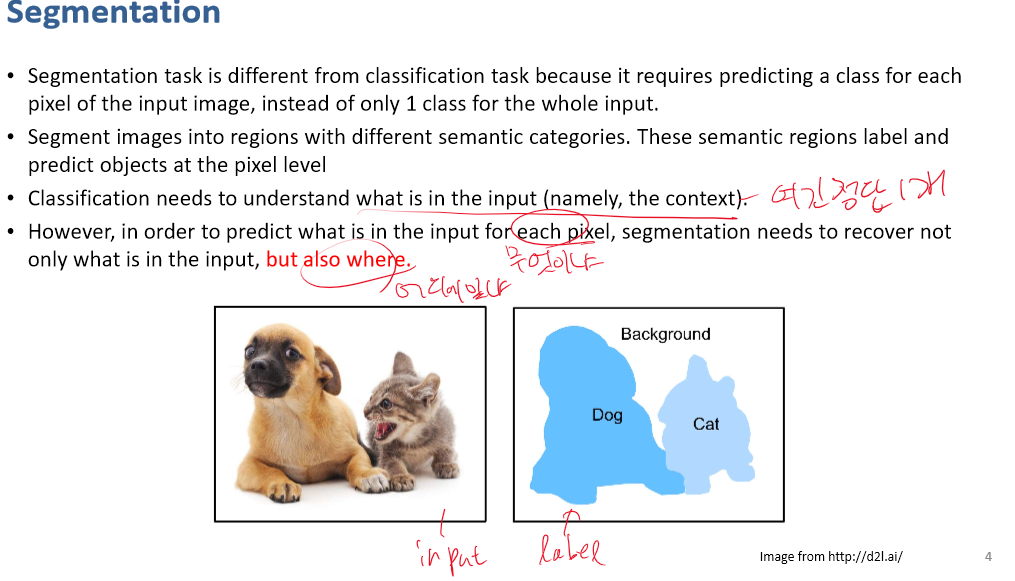 Segmentation
• Segmentation task is different from classification task because it requires predicting a class for each
pixel of the input image, instead of only 1 class for the whole input.
• Segment images into regions with different semantic categories. These semantic regions label and
predict objects at the pixel level
• Classification needs to understand what is in the input (namely, the context). 여긴 정답 1개
• However, in order to predict what is in the input for each pixel, segmentation needs to recover not
only what is in the input, but also where. 무엇이냐
어디에 있냐
Background
Dog
Cat
input
label
Image from http://d2l.ai/
4